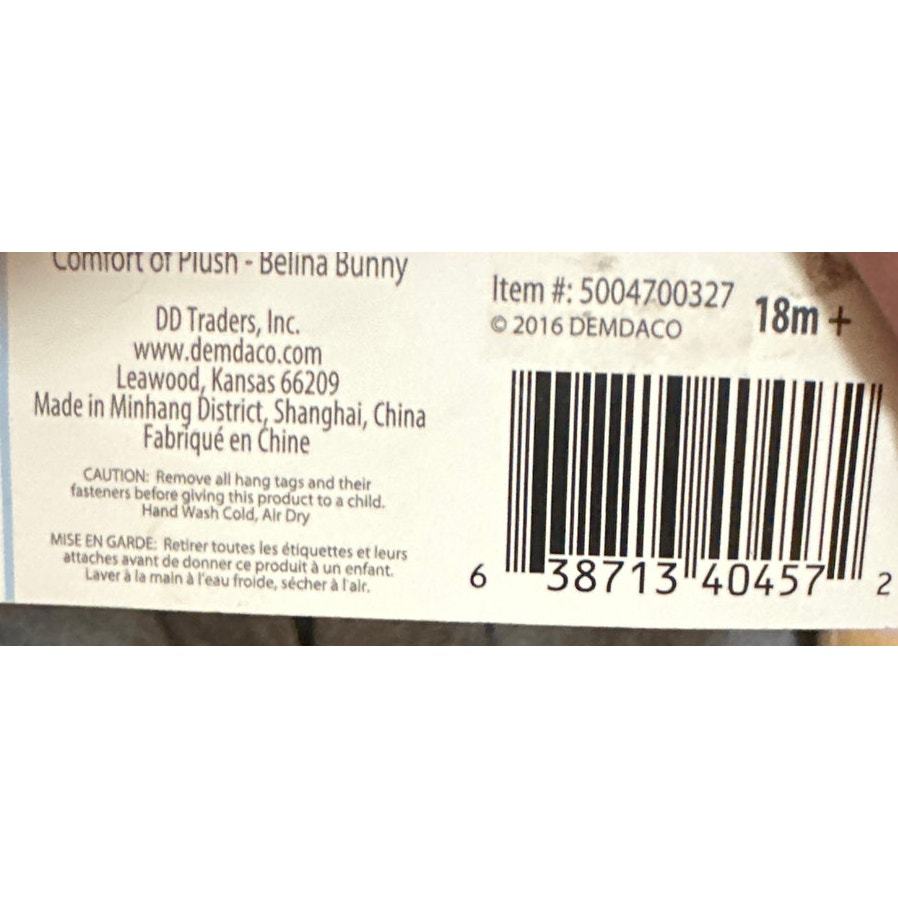 Comfort of Plush - Belina Bunny
DD Traders, Inc.
www.demdaco.com
Leawood, Kansas 66209
Made in Minhang District, Shanghai, China
Fabriqué en Chine
CAUTION: Remove all hang tags and their
fasteners before giving this product to a child.
Hand Wash Cold, Air Dry
MISE EN GARDE: Retirer toutes les étiquettes et leurs
attaches avant de donner ce produit à un enfant.
Laver à la main à l'eau froide, sécher à l'air.
Item #: 5004700327
© 2016 DEMDACO
18m +
6 38713 40457 2